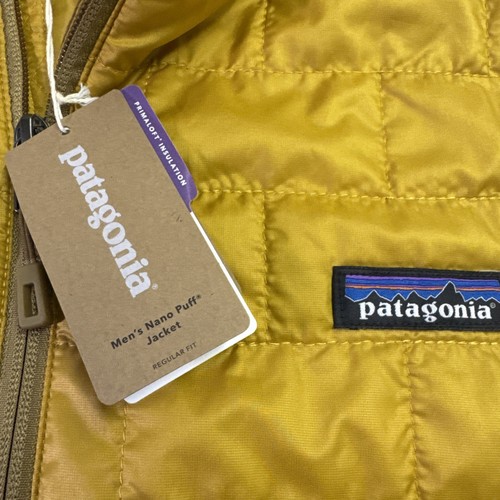 PRIMALOFT® INSULATION
patagonia®
Men's Nano Puff®
Jacket
REGULAR FIT
patagonia®